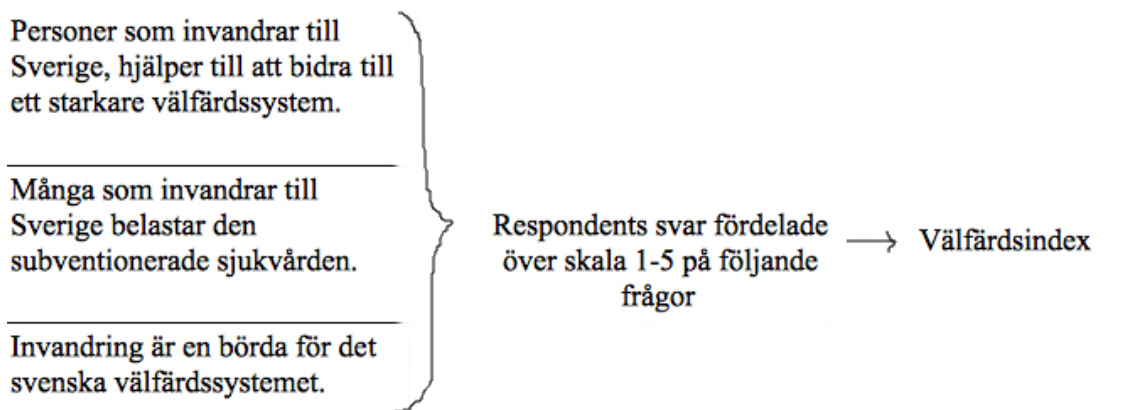 Personer som invandrar till
Sverige, hjälper till att bidra till
ett starkare välfärdssystem.
Många som invandrar till
Sverige belastar den
subventionerade sjukvården.
Invandring är en börda för det
svenska välfärdssystemet.
Respondents svar fördelade
över skala 1-5 på följande
frågor
Välfärdsindex